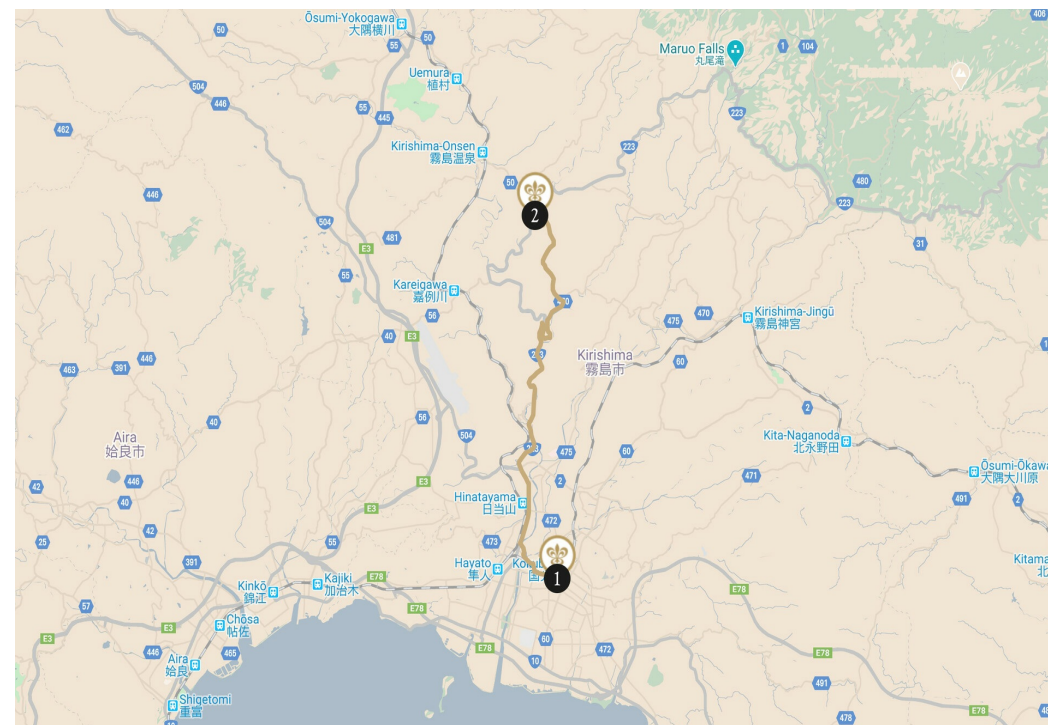 Ōsumi-Yokogawa
大隅横川
50
55
50
406
Maruo Falls
丸尾滝
1
104
Uemura
植村
504
446
55
445
223
462
223
Kirishima-Onsen
霧島温泉
50
480
446
2
223
504
481
31
E3
55
Kareigawa
嘉例川
56
Kirishima-Jingū
霧島神宮
470
475
40
E3
446
463
391
Kirishima
霧島市
60
56
40
2
Aira
姶良市
504
475
60
Kita-Naganoda
北永野田
446
42
40
E3
2
471
Ōsumi-Ōkawa
大隅大川原
491
2
Hinatayama
日当山
E3
42
25
472
473
55
391
Hayato
隼人
1
Kitama
北
Kajiki
加治木
E78
Kinkō
錦江
57
E78
E78
Chōsa
帖佐
E3
E3
446
465
60
472
E78
E78
10
Aira
姶良
491
Shigetomi
重富
478
E78